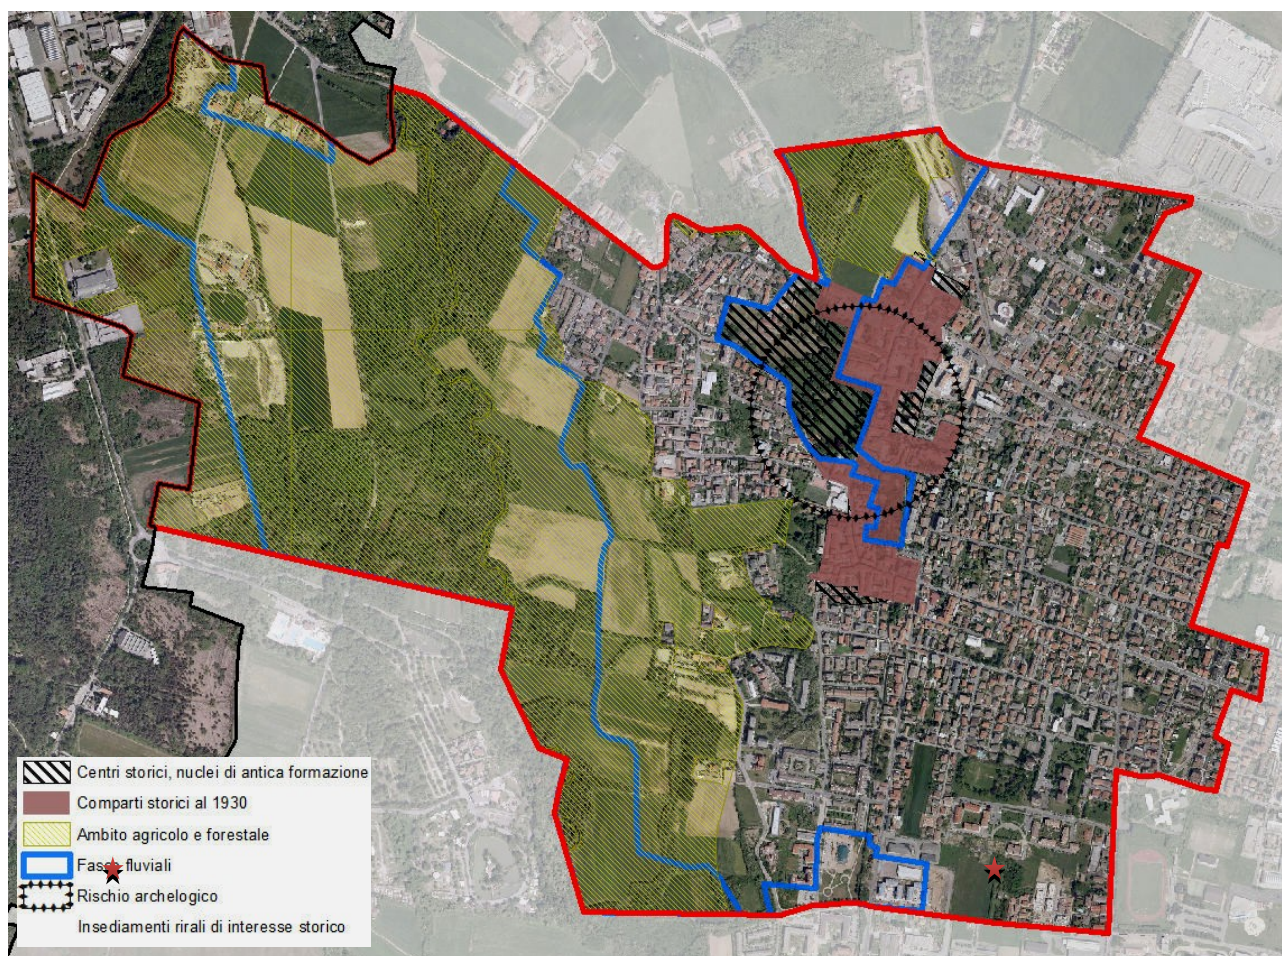 Centri storici, nuclei di antica formazione
Comparti storici al 1930
Ambito agricolo e forestale
Fasce fluviali
Rischio archelogico
Insediamenti rirali di interesse storico